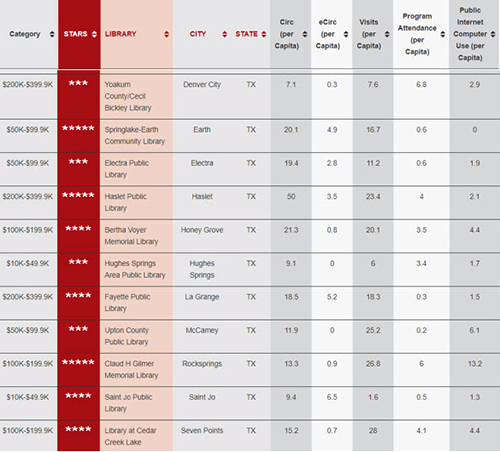 Category STARS LIBRARY CITY STATE Circ (per Capita) eCirc (per Capita) Visits (per Capita) Program Attendance (per Capita) Public Internet Computer Use (per Capita)
$200K-$399.9K *** Yoakum County/Cecil Bickley Library Denver City TX 7.1 0.3 7.6 6.8 2.9
$50K-$99.9K ***** Springlake-Earth Community Library Earth TX 20.1 4.9 16.7 0.6 0
$50K-$99.9K *** Electra Public Library Electra TX 19.4 2.8 11.2 0.6 1.9
$200K-$399.9K ***** Haslet Public Library Haslet TX 50 3.5 23.4 4 2.1
$100K-$199.9K **** Bertha Voyer Memorial Library Honey Grove TX 21.3 0.8 20.1 3.5 4.4
$10K-$49.9K *** Hughes Springs Area Public Library Hughes Springs TX 9.1 0 6 3.4 1.7
$200K-$399.9K **** Fayette Public Library La Grange TX 18.5 5.2 18.3 0.3 1.5
$50K-$99.9K *** Upton County Public Library McCamey TX 11.9 0 25.2 0.2 6.1
$100K-$199.9K ***** Claud H Gilmer Memorial Library Rocksprings TX 13.3 0.9 26.8 6 13.2
$10K-$49.9K **** Saint Jo Public Library Saint Jo TX 9.4 6.5 1.6 0.5 1.3
$100K-$199.9K **** Library at Cedar Creek Lake Seven Points TX 15.2 0.7 28 4.1 4.4